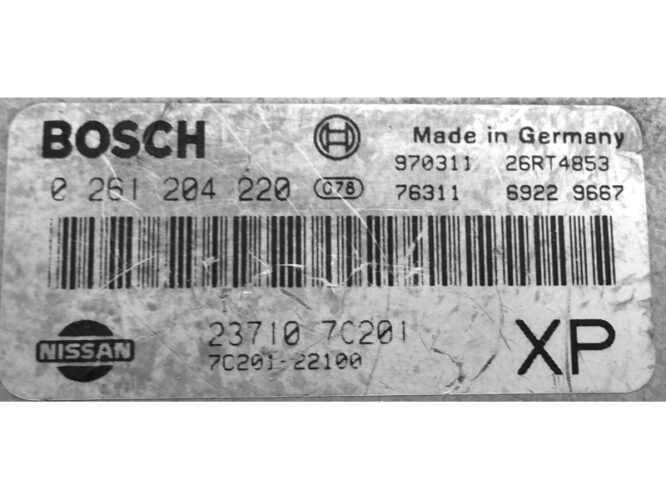 BOSCH
Made in Germany
970311 26RT4853
0 261 204 220 078
76311 6922 9667
23710 7C201
7C201-22100
NISSAN
XP